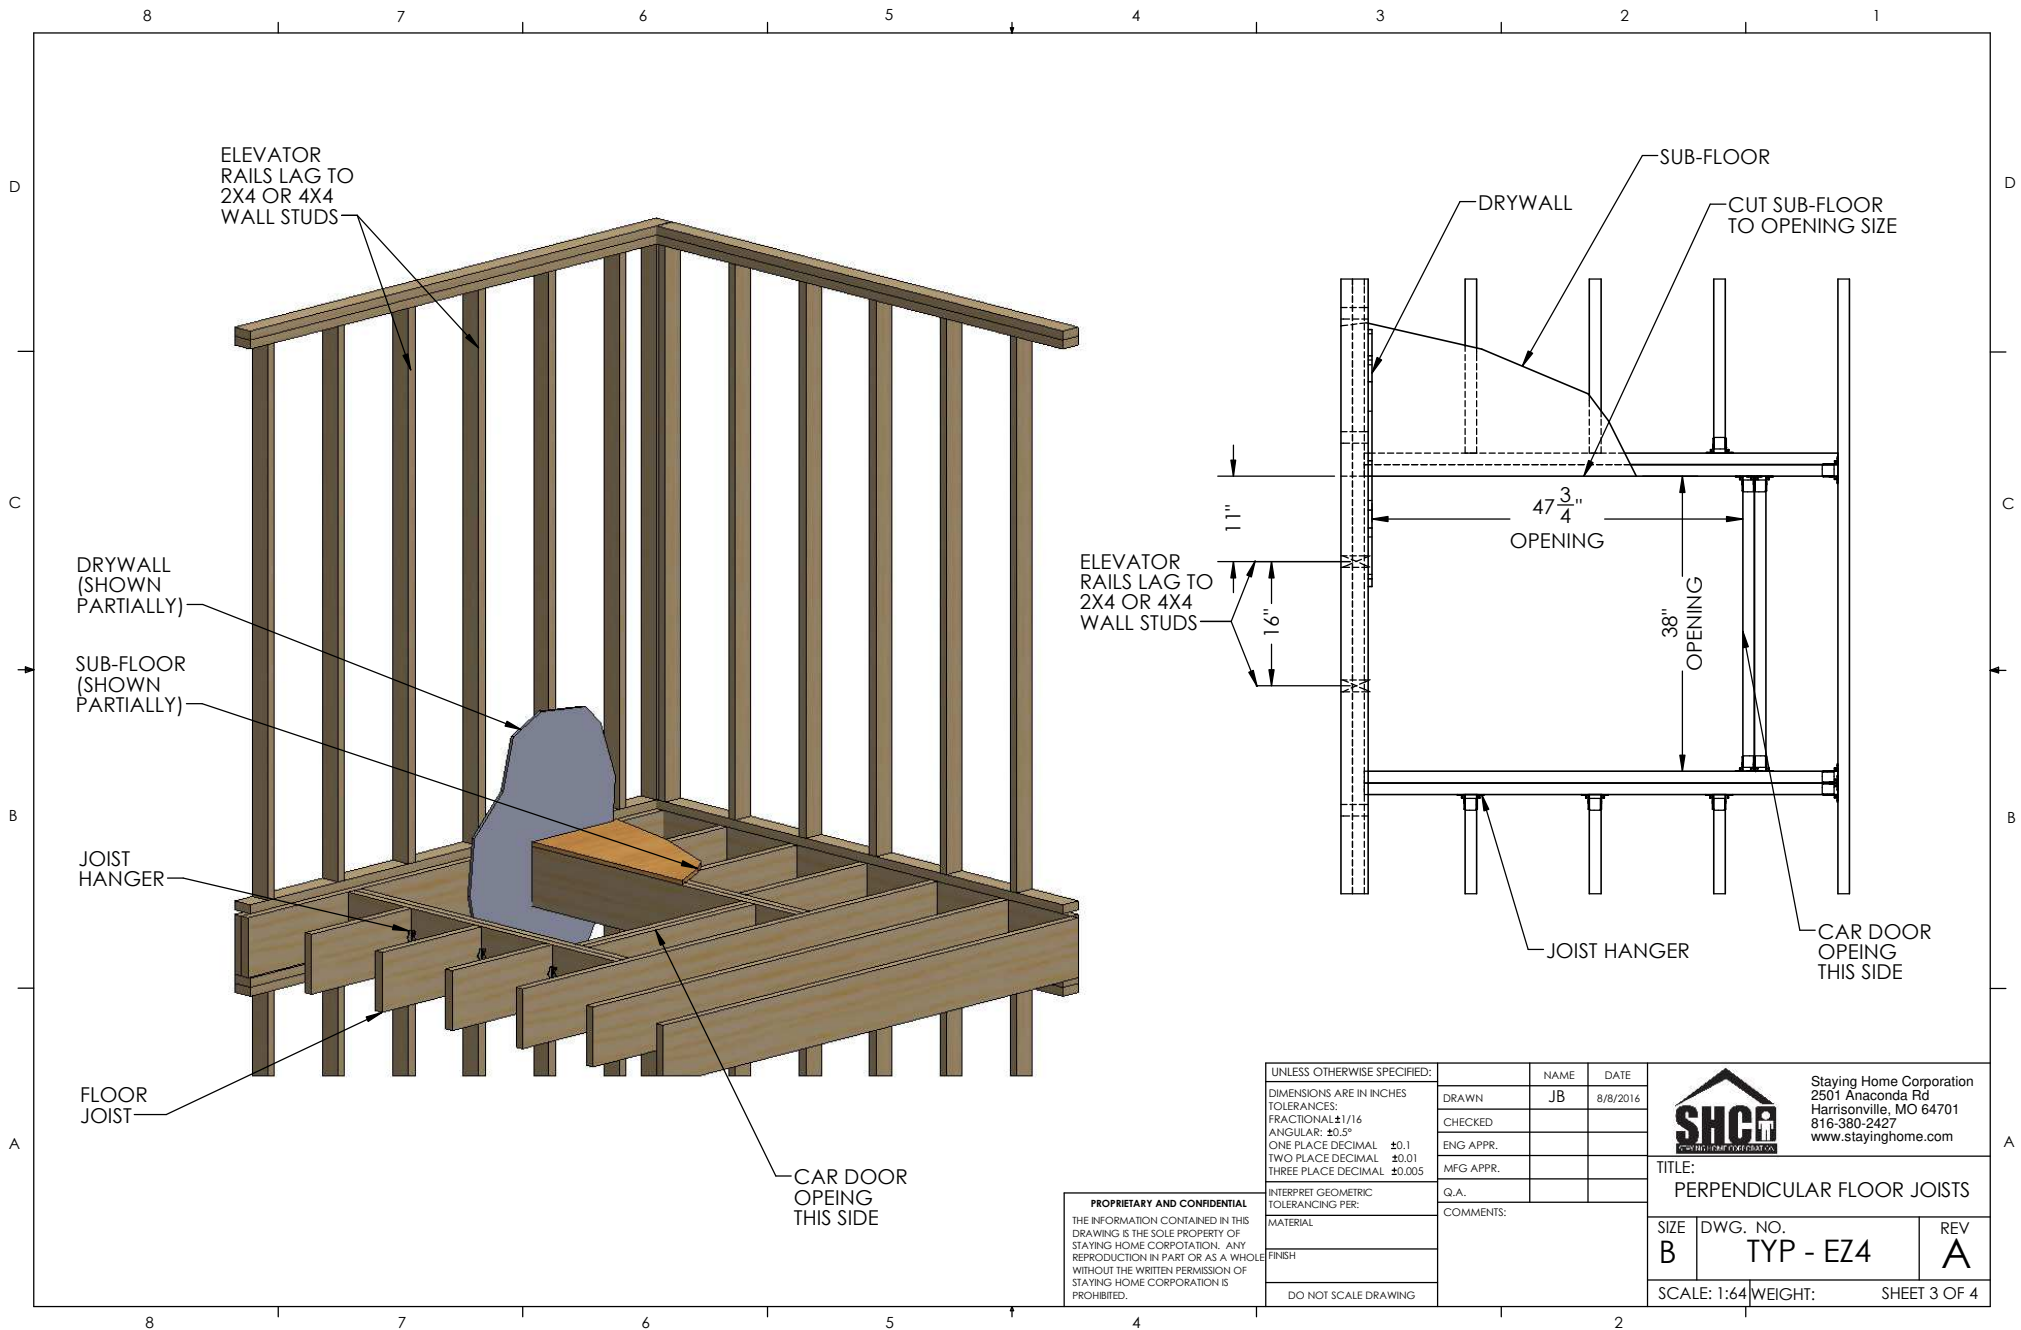 8 7 6 5 4 3 2 1
D
D
ELEVATOR
RAILS LAG TO
2X4 OR 4X4
WALL STUDS
DRYWALL
(SHOWN
PARTIALLY)
SUB-FLOOR
(SHOWN
PARTIALLY)
JOIST
HANGER
FLOOR
JOIST
CAR DOOR
OPEING
THIS SIDE
SUB-FLOOR
DRYWALL
CUT SUB-FLOOR
TO OPENING SIZE
C
C
11"
47 3/4"
OPENING
ELEVATOR
RAILS LAG TO
2X4 OR 4X4
WALL STUDS
16"
38"
OPENING
B
B
JOIST HANGER
CAR DOOR
OPEING
THIS SIDE
A
A
PROPRIETARY AND CONFIDENTIAL
THE INFORMATION CONTAINED IN THIS
DRAWING IS THE SOLE PROPERTY OF
STAYING HOME CORPOTATION. ANY
REPRODUCTION IN PART OR AS A WHOLE
WITHOUT THE WRITTEN PERMISSION OF
STAYING HOME CORPORATION IS
PROHIBITED.
UNLESS OTHERWISE SPECIFIED:
DIMENSIONS ARE IN INCHES
TOLERANCES:
FRACTIONAL±1/16
ANGULAR: ±0.5°
ONE PLACE DECIMAL ±0.1
TWO PLACE DECIMAL ±0.01
THREE PLACE DECIMAL ±0.005
INTERPRET GEOMETRIC
TOLERANCING PER:
MATERIAL
FINISH
DO NOT SCALE DRAWING
NAME DATE
DRAWN JB 8/8/2016
CHECKED
ENG APPR.
MFG APPR.
Q.A.
COMMENTS:
SHC
STAYING HOME CORPORATION
Staying Home Corporation
2501 Anaconda Rd
Harrisonville, MO 64701
816-380-2427
www.stayinghome.com
TITLE:
PERPENDICULAR FLOOR JOISTS
SIZE DWG. NO. REV
B TYP - EZ4 A
SCALE: 1:64 WEIGHT: SHEET 3 OF 4
8 7 6 5 4 2